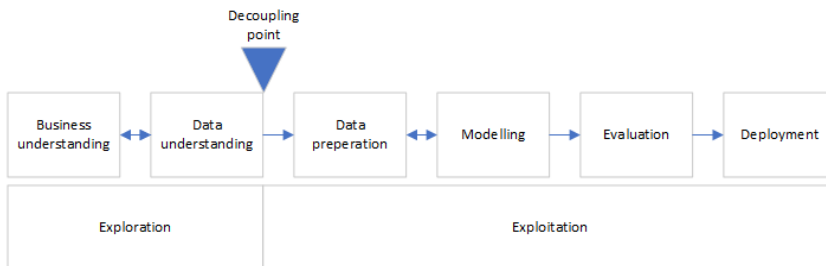 Decoupling
point
Business
understanding
Data
understanding
Data
preperation
Modelling
Evaluation
Deployment
Exploration
Exploitation